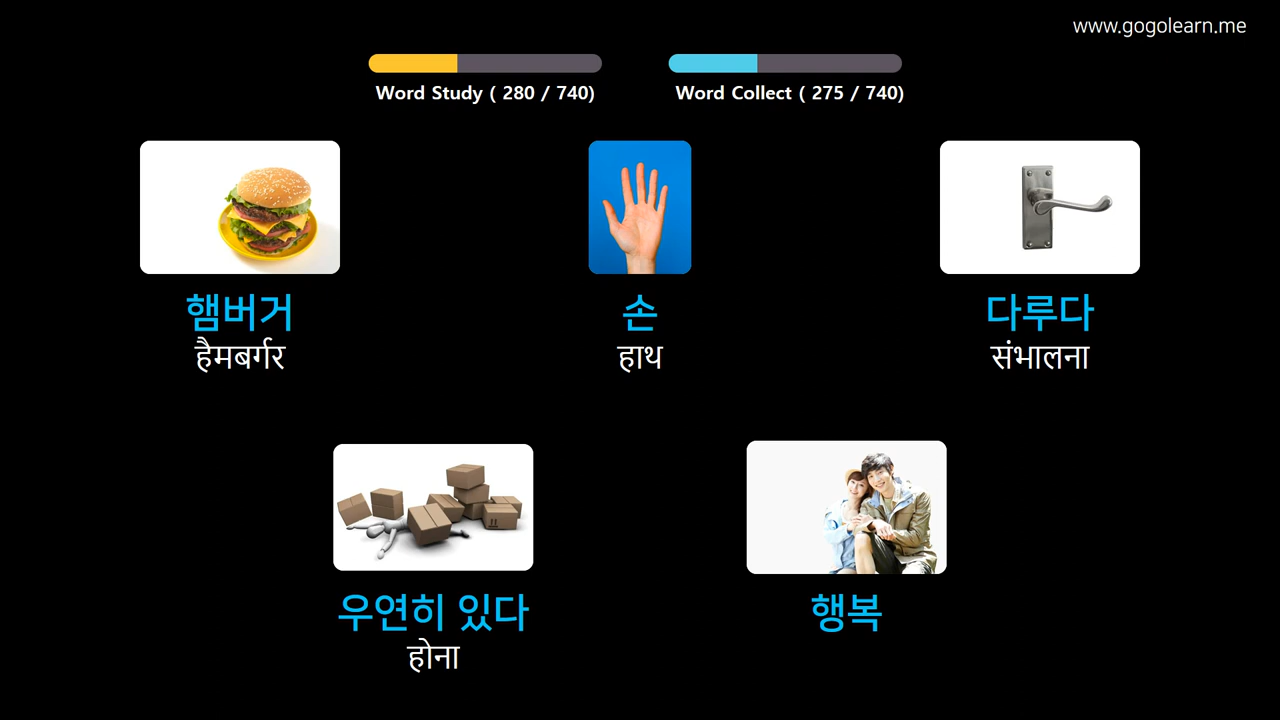 www.gogolearn.me
Word Study ( 280 / 740)
Word Collect ( 275 / 740)
햄버거
हैमबर्गर
손
हाथ
다루다
संभालना
우연히 있다
होना
행복